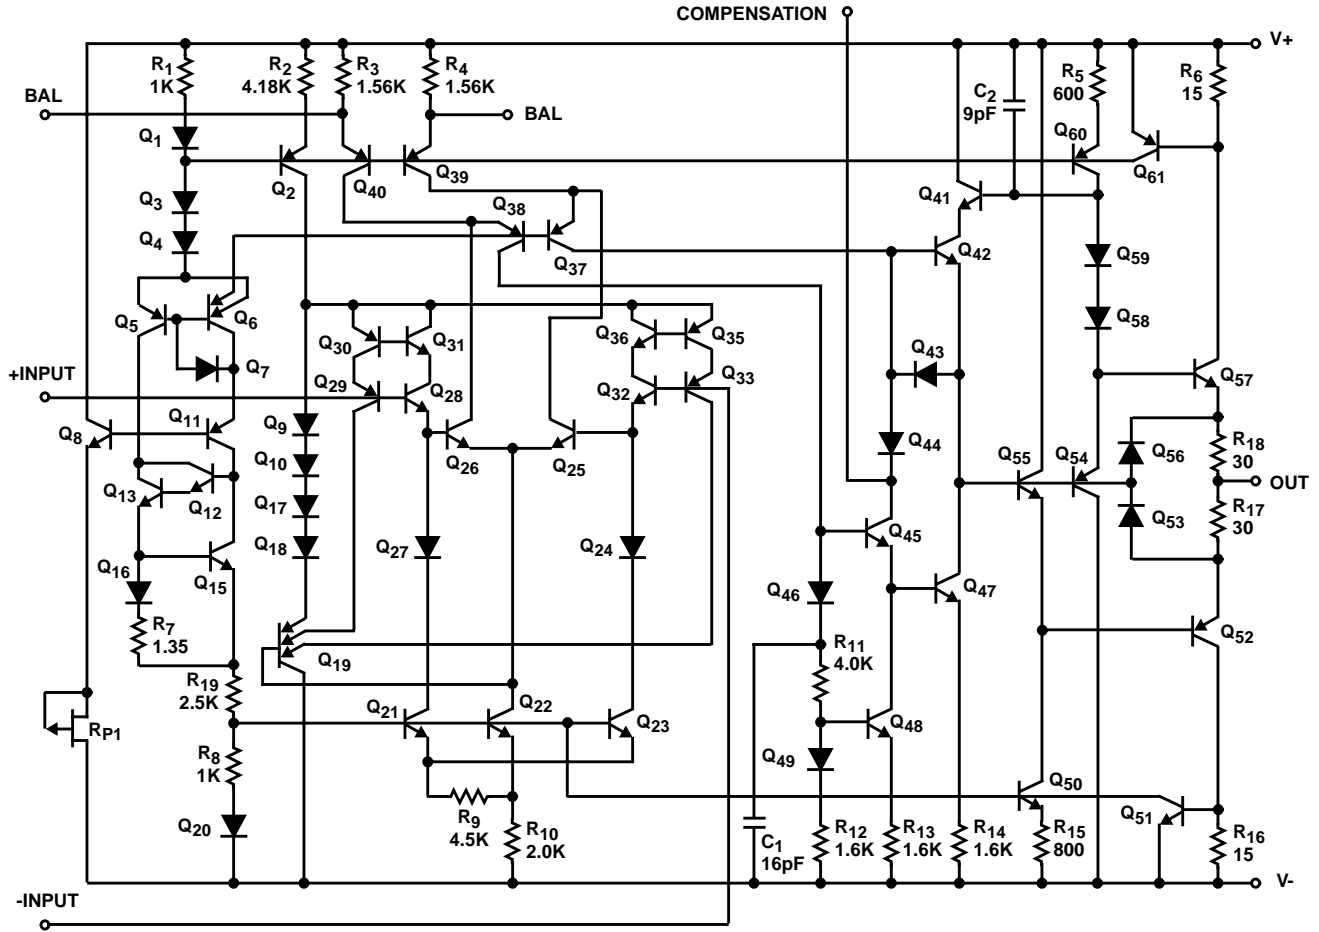 COMPENSATION
V+
R1
1K
R2
4.18K
R3
1.56K
R4
1.56K
C2
9pF
R5
600
R6
15
BAL
BAL
Q1
Q2
Q40
Q39
Q60
Q61
Q3
Q4
Q38
Q37
Q41
Q42
Q59
Q58
Q5
Q6
Q7
Q30
Q31
Q36
Q35
Q43
Q57
+INPUT
Q29
Q28
Q32
Q33
Q8
Q11
Q9
Q10
Q26
Q25
Q44
Q55
Q54
Q56
R18
30
OUT
Q13
Q12
Q17
Q18
Q53
R17
30
Q16
Q15
Q27
Q24
Q45
Q46
Q47
R7
1.35
Q19
R11
4.0K
Q52
R19
2.5K
RP1
Q21
Q22
Q23
Q48
R8
1K
Q49
Q50
Q20
R9
4.5K
R10
2.0K
C1
16pF
R12
1.6K
R13
1.6K
R14
1.6K
R15
800
Q51
R16
15
V-
-INPUT